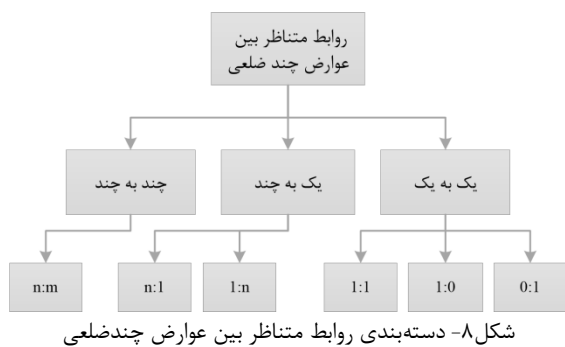 روابط متناظر بین
عوارض چند ضلعی
یک به یک
یک به چند
چند به چند
0:1
1:0
1:1
1:n
n:1
n:m
شکل۸- دسته‌بندی روابط متناظر بین عوارض چندضلعی